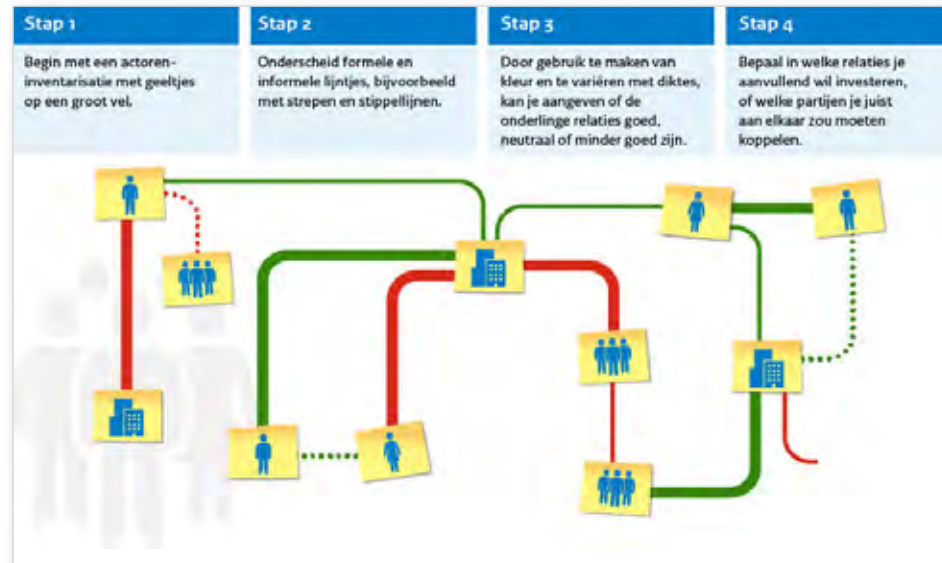 Stap 1
Begin met een actoren-
inventarisatie met geeltjes
op een groot vel.
Stap 2
Onderscheid formele en
informele lijntjes, bijvoorbeeld
met strepen en stippellijnen.
Stap 3
Door gebruik te maken van
kleur en te variëren met diktes,
kan je aangeven of de
onderlinge relaties goed,
neutraal of minder goed zijn.
Stap 4
Bepaal in welke relaties je
aanvullend wil investeren,
of welke partijen je juist
aan elkaar zou moeten
koppelen.